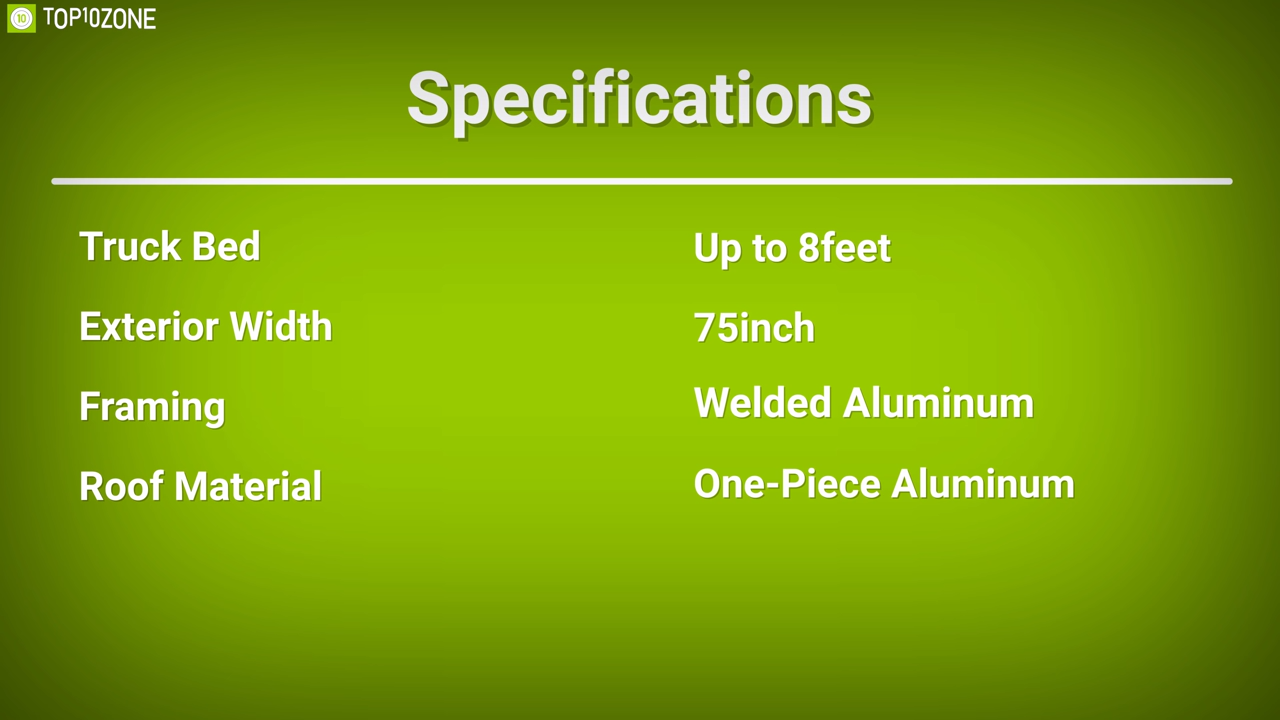 TOP10ZONE
Specifications
Truck Bed Up to 8feet
Exterior Width 75inch
Framing Welded Aluminum
Roof Material One-Piece Aluminum